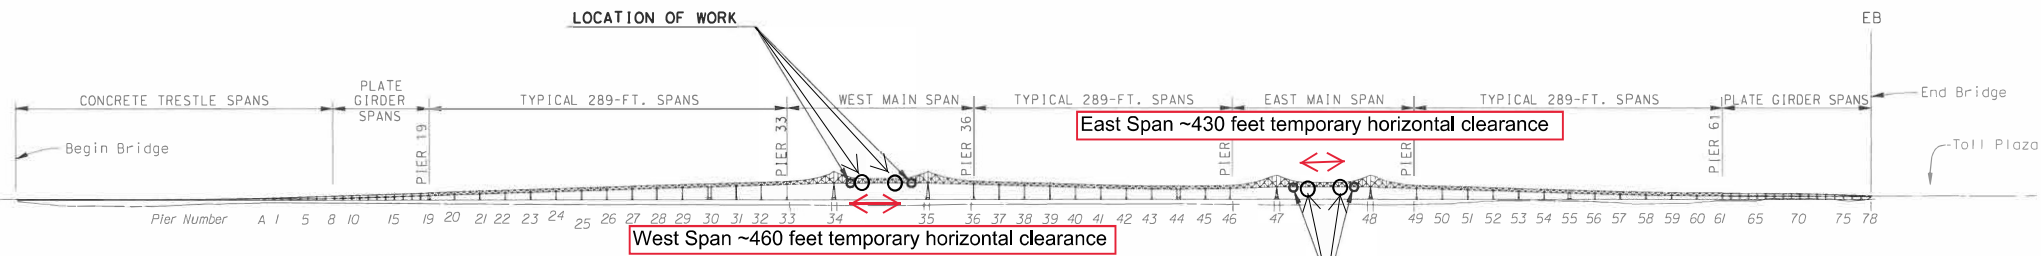 LOCATION OF WORK
EB
CONCRETE TRESTLE SPANS
PLATE
GIRDER
SPANS
TYPICAL 289-FT. SPANS
WEST MAIN SPAN
TYPICAL 289-FT. SPANS
EAST MAIN SPAN
TYPICAL 289-FT. SPANS
PLATE GIRDER SPANS
End Bridge
East Span ~430 feet temporary horizontal clearance
Begin Bridge
PIER 19
PIER 33
PIER 36
PIER
PIER
PIER 61
Toll Plaza
Pier Number A 1 5 8 10 15 19 20 21 22 23 24 25 26 27 28 29 30 31 32 33 34 35 36 37 38 39 40 41 42 43 44 45 46 47 48 49 50 51 52 53 54 55 56 57 58 59 60 61 65 70 75 78
West Span ~460 feet temporary horizontal clearance